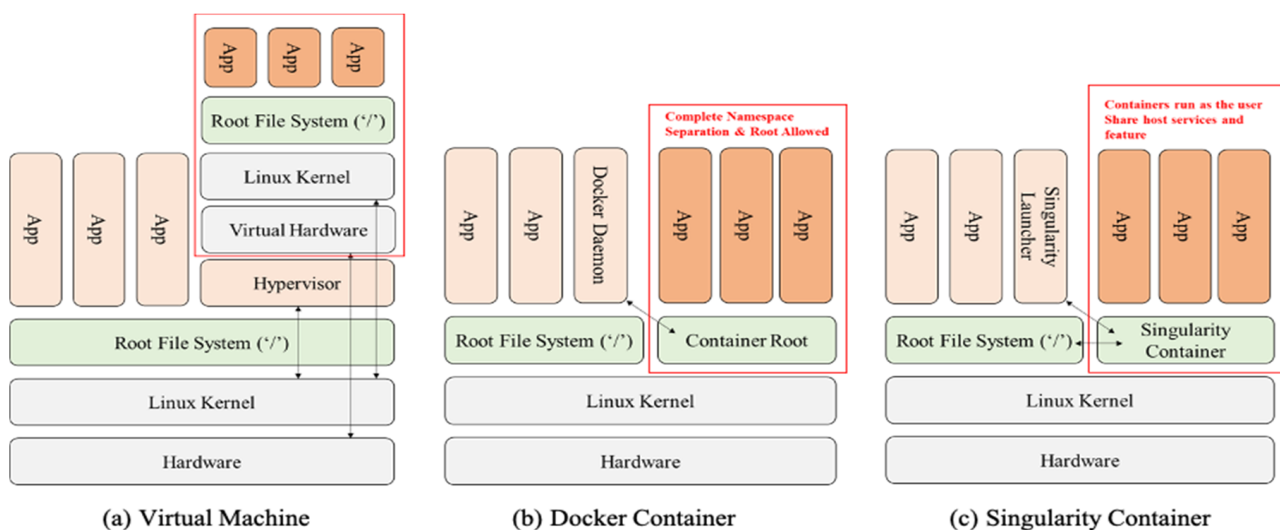 App
App
App
Root File System (‘/’)
Linux Kernel
Virtual Hardware
App
App
App
Hypervisor
Root File System (‘/’)
Linux Kernel
Hardware
(a) Virtual Machine
Complete Namespace
Separation & Root Allowed
App
App
Docker Daemon
App
App
App
Root File System (‘/’)
Container Root
Linux Kernel
Hardware
(b) Docker Container
Containers run as the user
Share host services and
feature
App
App
Singularity
Launcher
App
App
App
Root File System (‘/’)
Singularity
Container
Linux Kernel
Hardware
(c) Singularity Container